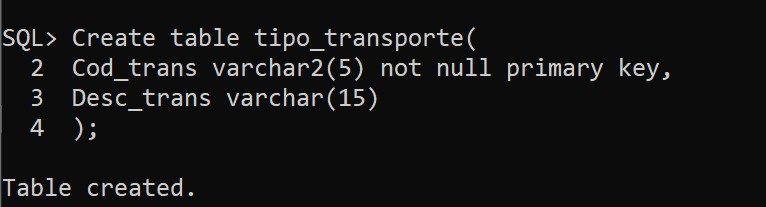 SQL> Create table tipo_transporte(
  2  Cod_trans varchar2(5) not null primary key,
  3  Desc_trans varchar(15)
  4  );
Table created.